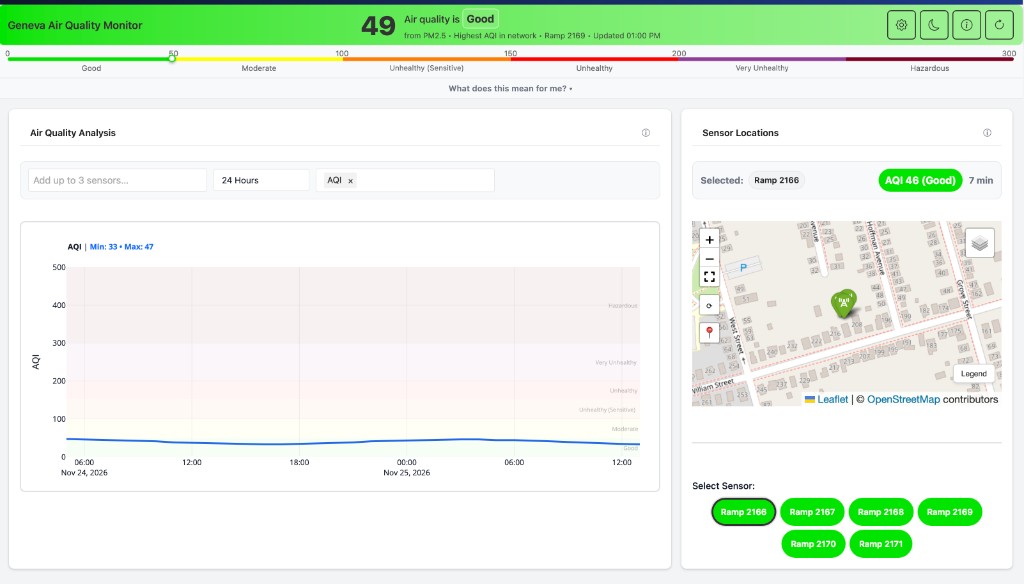 Geneva Air Quality Monitor
49
Air quality is Good
from PM2.5 • Highest AQI in network • Ramp 2169 • Updated 01:00 PM
0 50 100 150 200 300
Good Moderate Unhealthy (Sensitive) Unhealthy Very Unhealthy Hazardous
What does this mean for me? •
Air Quality Analysis
Add up to 3 sensors...
24 Hours
AQI ×
AQI | Min: 33 • Max: 47
AQI
500
400
300
200
100
0
Hazardous
Very Unhealthy
Unhealthy
Unhealthy (Sensitive)
Moderate
Good
06:00 12:00 18:00 00:00 06:00 12:00
Nov 24, 2026 Nov 25, 2026
Sensor Locations
Selected: Ramp 2166 AQI 46 (Good) 7 min
+
−
P
Hoffman Avenue
Grove Street
West Street
William Street
208
Legend
Leaflet | © OpenStreetMap contributors
Select Sensor:
Ramp 2166 Ramp 2167 Ramp 2168 Ramp 2169
Ramp 2170 Ramp 2171